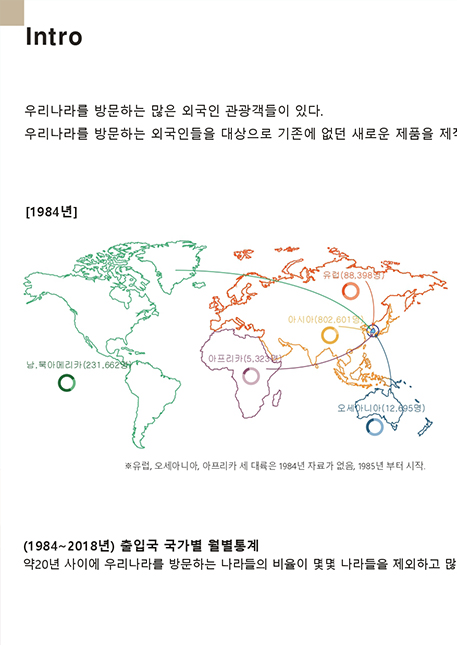 Intro
우리나라를 방문하는 많은 외국인 관광객들이 있다.
우리나라를 방문하는 외국인들을 대상으로 기존에 없던 새로운 제품을 제작
[1984년]
유럽(88,398명)
아시아(802,601명)
아프리카(5,323명)
남,북아메리카(231,662명)
오세아니아(12,695명)
※유럽, 오세아니아, 아프리카 세 대륙은 1984년 자료가 없음, 1985년 부터 시작.
(1984~2018년) 출입국 국가별 월별통계
약20년 사이에 우리나라를 방문하는 나라들의 비율이 몇몇 나라들을 제외하고 많